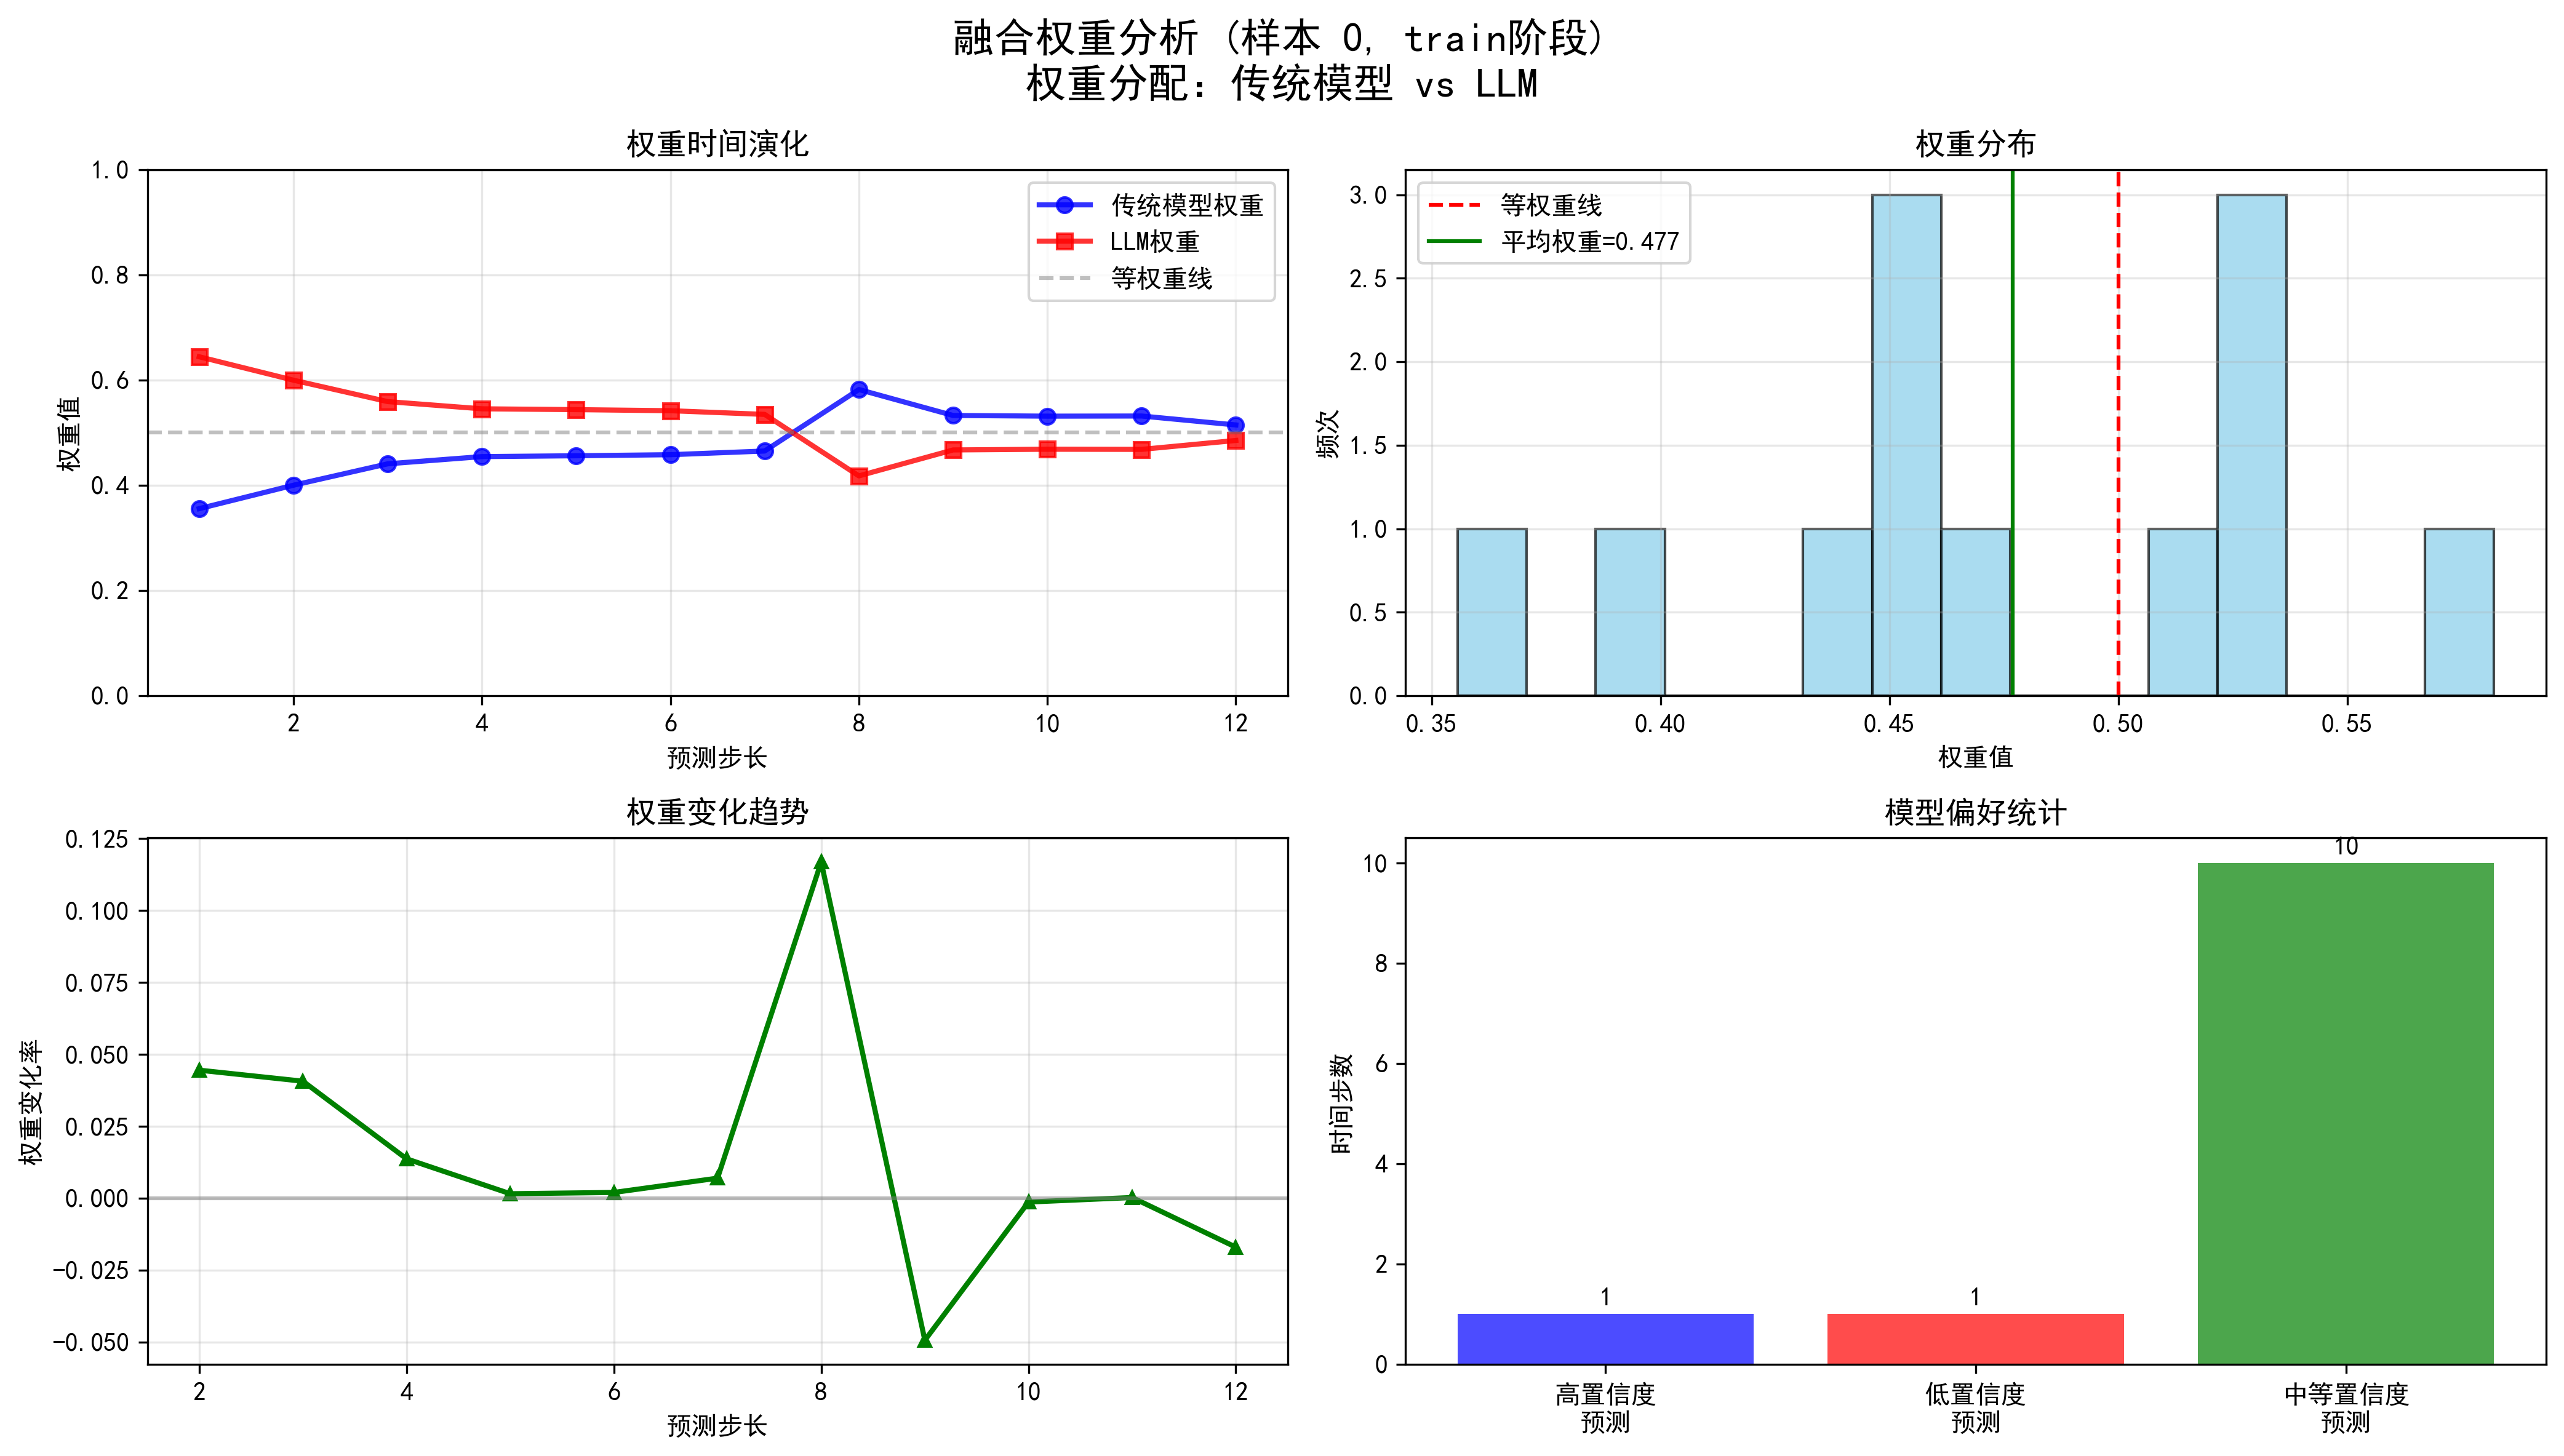 融合权重分析 (样本 0, train阶段)
权重分配: 传统模型 vs LLM
权重时间演化
1.0
0.8
0.6
0.4
0.2
0.0
权重值
传统模型权重
LLM权重
等权重线
2
4
6
8
10
12
预测步长
权重分布
3.0
2.5
2.0
1.5
1.0
0.5
0.0
频次
等权重线
平均权重=0.477
0.35
0.40
0.45
0.50
0.55
权重值
权重变化趋势
0.125
0.100
0.075
0.050
0.025
0.000
−0.025
−0.050
权重变化率
2
4
6
8
10
12
预测步长
模型偏好统计
10
8
6
4
2
0
时间步数
1
1
10
高置信度
预测
低置信度
预测
中等置信度
预测